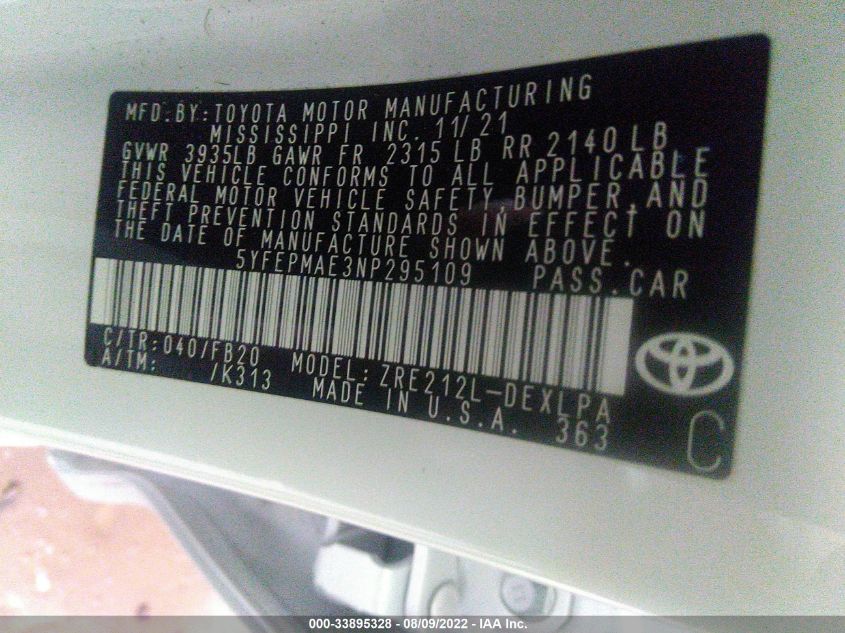 MFD.BY:TOYOTA MOTOR MANUFACTURING
MISSISSIPPI INC. 11/21
GVWR 3935LB GAWR FR 2315 LB RR 2140 LB
THIS VEHICLE CONFORMS TO ALL APPLICABLE
FEDERAL MOTOR VEHICLE SAFETY,BUMPER,AND
THEFT PREVENTION STANDARDS IN EFFECT ON
THE DATE OF MANUFACTURE SHOWN ABOVE.
5YFEPMAE3NP295109 PASS.CAR
C/TR:040/FB20 MODEL:ZRE212L-DEXLPA
A/TM: /K313 MADE IN U.S.A. 363
C
000-33895328 - 08/09/2022 - IAA Inc.